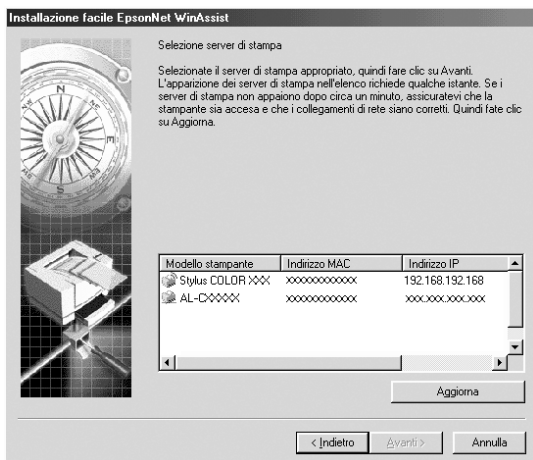 Installazione facile EpsonNet WinAssist
Selezione server di stampa
Selezionate il server di stampa appropriato, quindi fare clic su Avanti.
L'apparizione dei server di stampa nell'elenco richiede qualche istante. Se i
server di stampa non appaiono dopo circa un minuto, assicuratevi che la
stampante sia accesa e che i collegamenti di rete siano corretti. Quindi fate clic
su Aggiorna.
N
S
Modello stampante Indirizzo MAC Indirizzo IP
Stylus COLOR XXX XXXXXXXXXXXX 192.168.192.168
AL-CXXXXX XXXXXXXXXXXX XXX.XXX.XXX.XXX
Aggiorna
< Indietro Avanti > Annulla